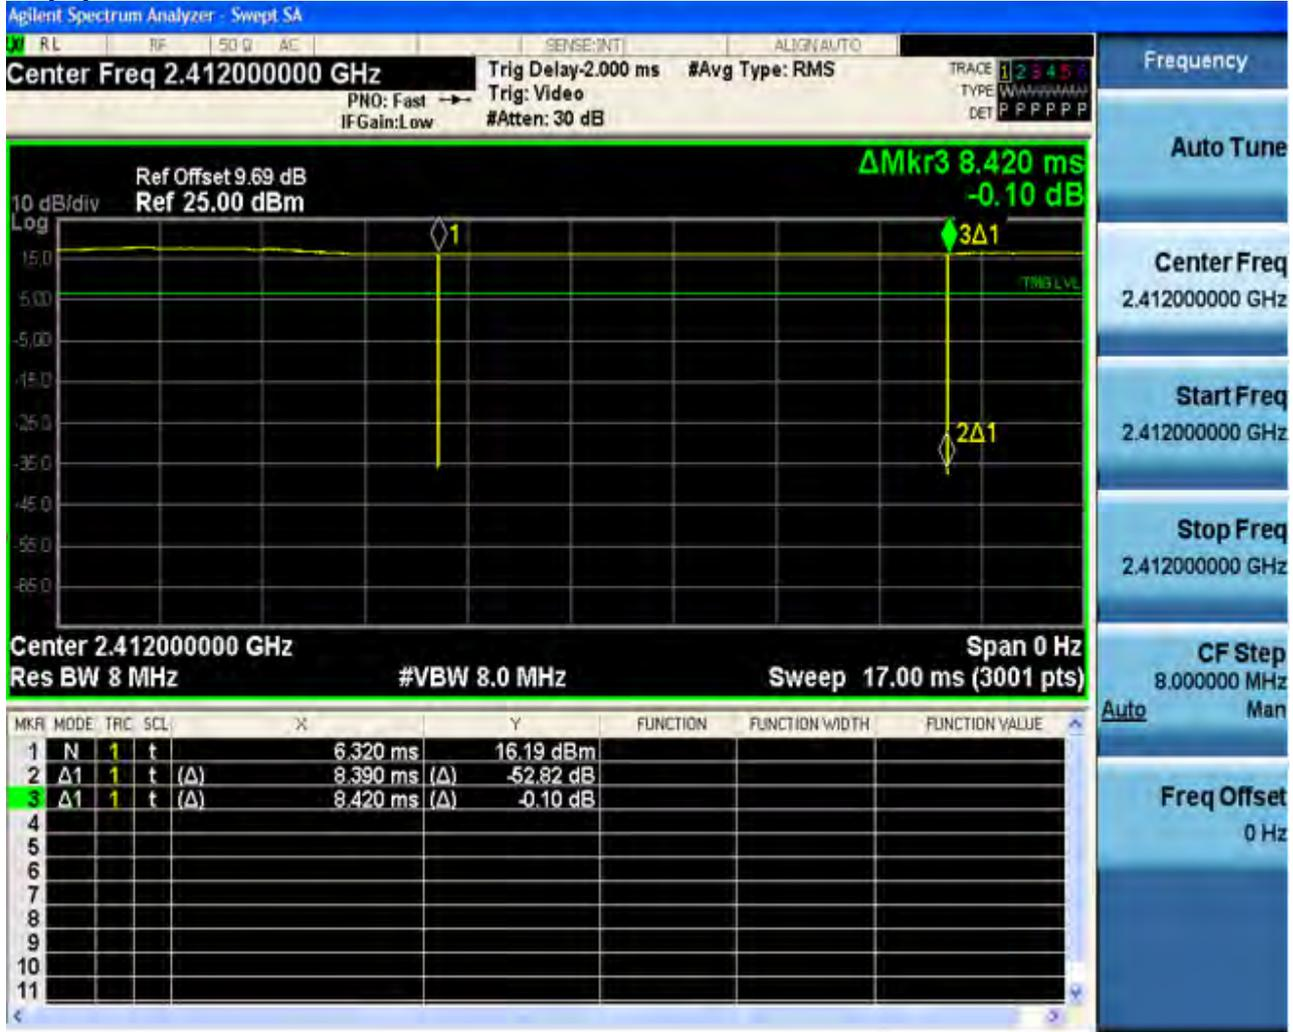 Agilent Spectrum Analyzer - Swept SA
RL RF 50 Ω AC SENSE:INT ALIGN AUTO
Center Freq 2.412000000 GHz
PNO: Fast
IFGain:Low
Trig Delay-2.000 ms
Trig: Video
#Atten: 30 dB
#Avg Type: RMS
TRACE 1 2 3 4 5 6
TYPE
DET P P P P P P
ΔMkr3 8.420 ms
-0.10 dB
Ref Offset 9.69 dB
10 dB/div Ref 25.00 dBm
Log
1
3Δ1
15.0
TRIG LVL
5.00
-5.00
-15.0
-25.0
2Δ1
-35.0
-45.0
-55.0
-65.0
Center 2.412000000 GHz Span 0 Hz
Res BW 8 MHz #VBW 8.0 MHz Sweep 17.00 ms (3001 pts)
MKR MODE TRC SCL X Y FUNCTION FUNCTION WIDTH FUNCTION VALUE
1 N 1 t 6.320 ms 16.19 dBm
2 Δ1 1 t (Δ) 8.390 ms (Δ) -52.82 dB
3 Δ1 1 t (Δ) 8.420 ms (Δ) -0.10 dB
4
5
6
7
8
9
10
11
Frequency
Auto Tune
Center Freq
2.412000000 GHz
Start Freq
2.412000000 GHz
Stop Freq
2.412000000 GHz
CF Step
8.000000 MHz
Auto Man
Freq Offset
0 Hz